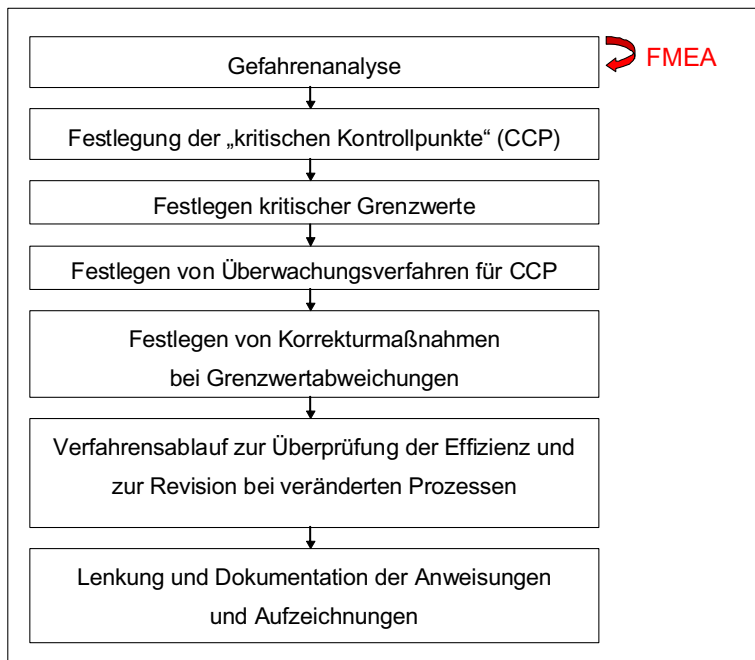 Gefahrenanalyse
FMEA
Festlegung der „kritischen Kontrollpunkte“ (CCP)
Festlegen kritischer Grenzwerte
Festlegen von Überwachungsverfahren für CCP
Festlegen von Korrekturmaßnahmen
bei Grenzwertabweichungen
Verfahrensablauf zur Überprüfung der Effizienz und
zur Revision bei veränderten Prozessen
Lenkung und Dokumentation der Anweisungen
und Aufzeichnungen